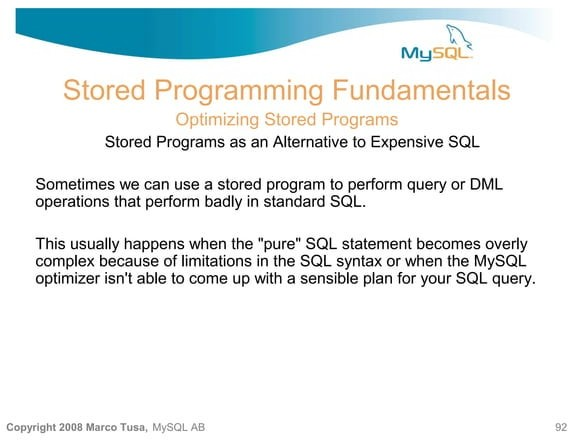 MySQL
Stored Programming Fundamentals
Optimizing Stored Programs
Stored Programs as an Alternative to Expensive SQL
Sometimes we can use a stored program to perform query or DML
operations that perform badly in standard SQL.
This usually happens when the "pure" SQL statement becomes overly
complex because of limitations in the SQL syntax or when the MySQL
optimizer isn't able to come up with a sensible plan for your SQL query.
Copyright 2008 Marco Tusa, MySQL AB 92